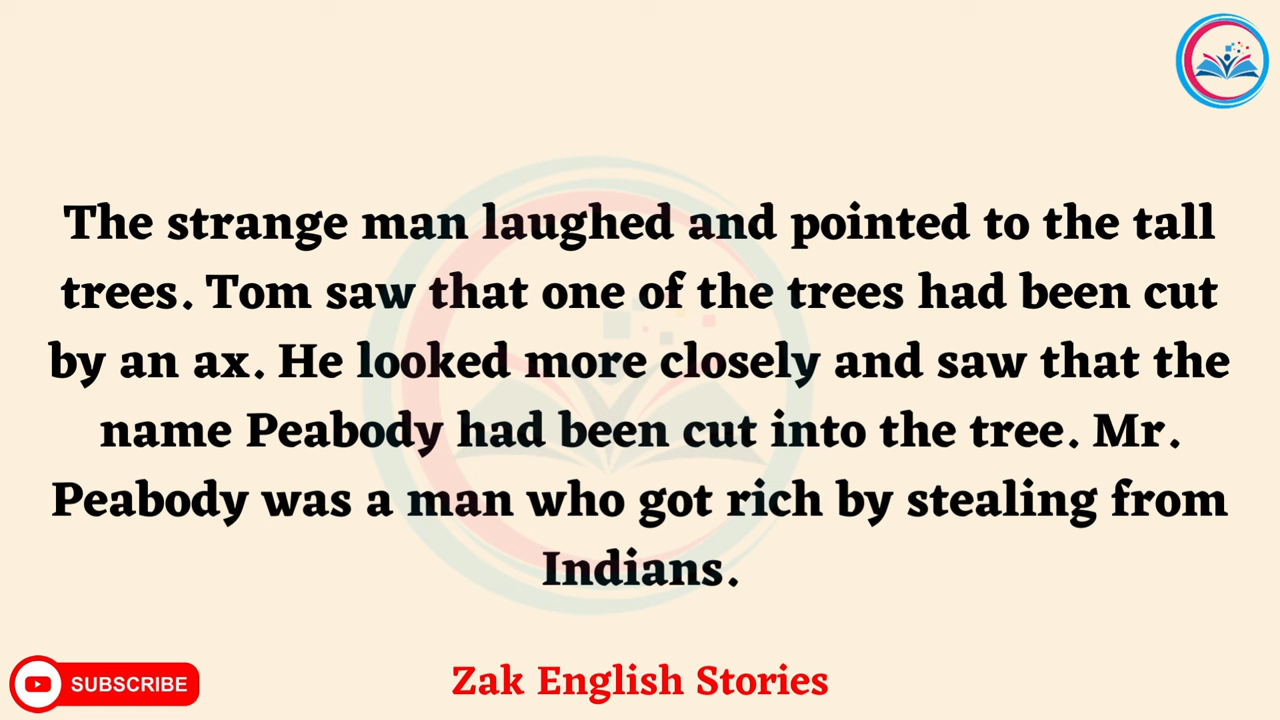 The strange man laughed and pointed to the tall
trees. Tom saw that one of the trees had been cut
by an ax. He looked more closely and saw that the
name Peabody had been cut into the tree. Mr.
Peabody was a man who got rich by stealing from
Indians.
SUBSCRIBE
Zak English Stories